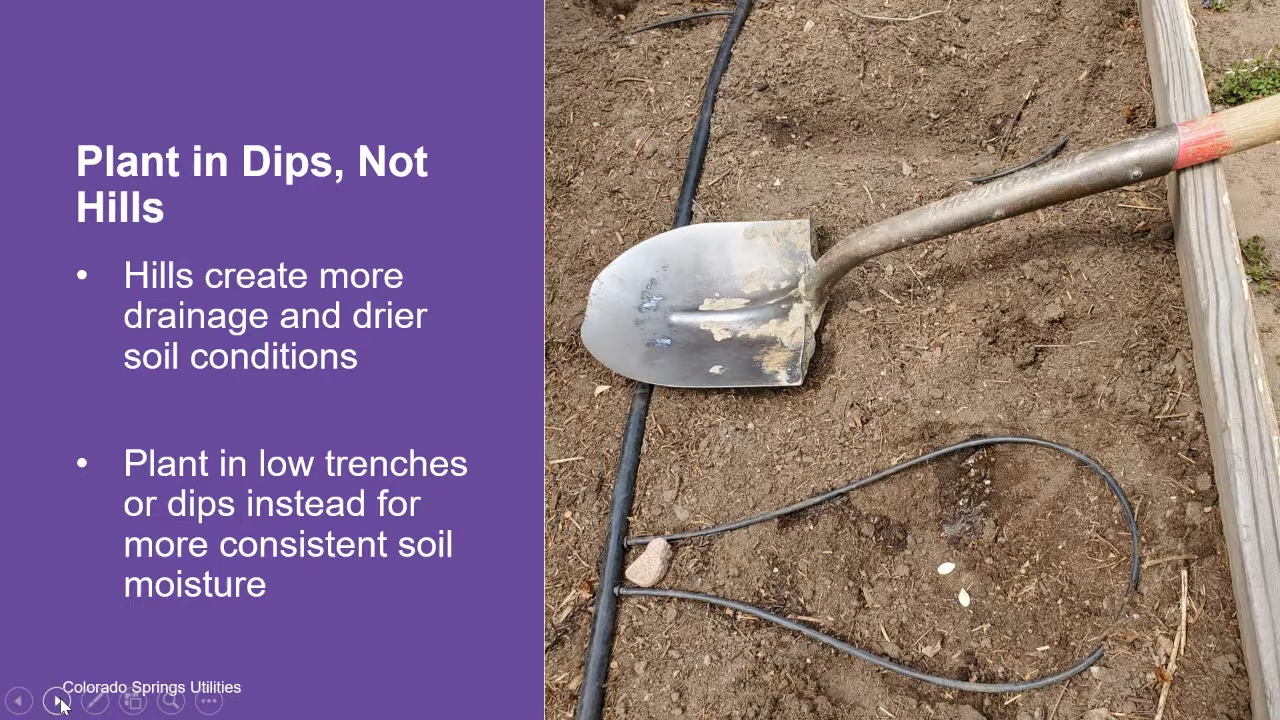 Plant in Dips, Not
Hills
• Hills create more
drainage and drier
soil conditions
• Plant in low trenches
or dips instead for
more consistent soil
moisture
Colorado Springs Utilities